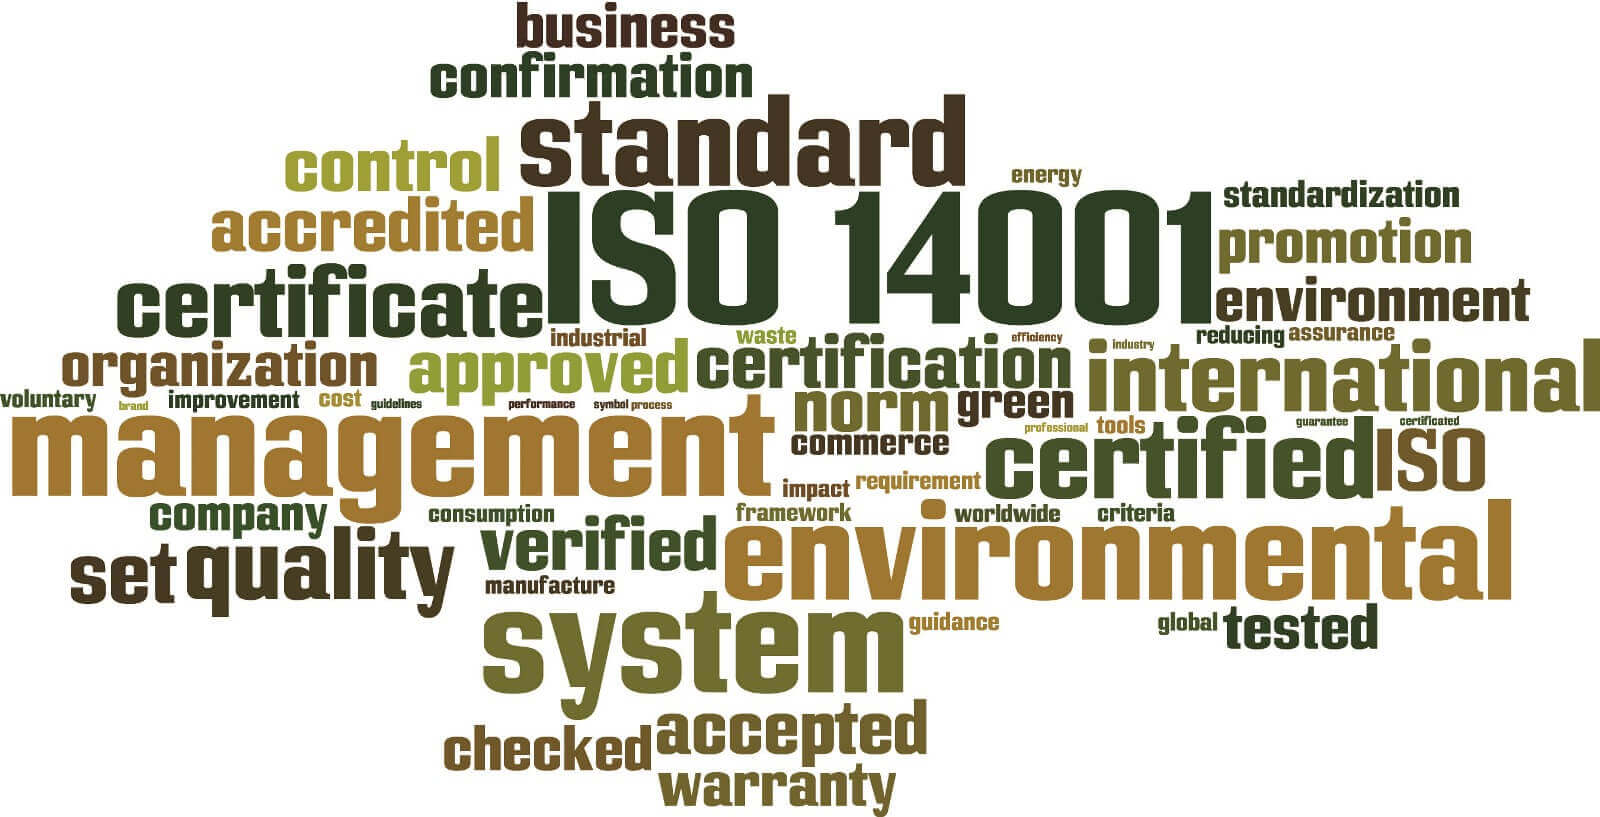 business
confirmation
standard
control
energy
accredited
ISO 14001
standardization
promotion
certificate
environment
industrial
waste
efficiency
reducing
assurance
organization
approved
certification
industry
international
voluntary
brand
improvement
cost
guidelines
performance
symbol
process
norm
green
management
commerce
professional
tools
guarantee
certificated
certified
ISO
impact
requirement
company
consumption
framework
worldwide
criteria
set
quality
verified
environmental
manufacture
system
guidance
global
tested
checked
accepted
warranty